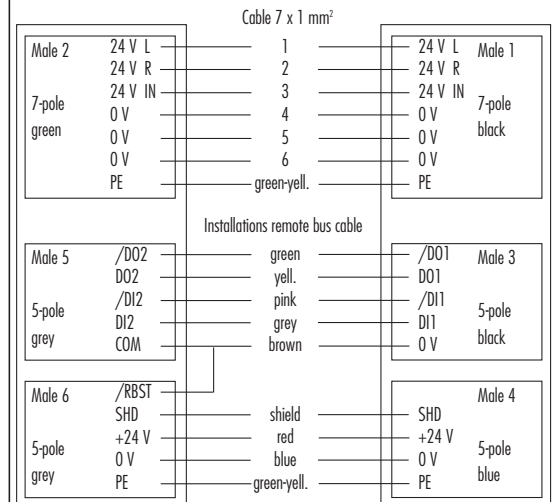 Cable 7 x 1 mm²
Male 2 24 V L 1 24 V L Male 1
24 V R 2 24 V R
24 V IN 3 24 V IN
7-pole 7-pole
0 V 4 0 V
green black
0 V 5 0 V
0 V 6 0 V
PE green-yell. PE
Installations remote bus cable
Male 5 /DO2 green /DO1 Male 3
DO2 yell. DO1
/DI2 pink /DI1
5-pole 5-pole
DI2 grey DI1
grey COM brown 0 V black
Male 6 /RBST Male 4
SHD shield SHD
+24 V red +24 V
5-pole 5-pole
0 V blue 0 V
grey PE green-yell. PE blue